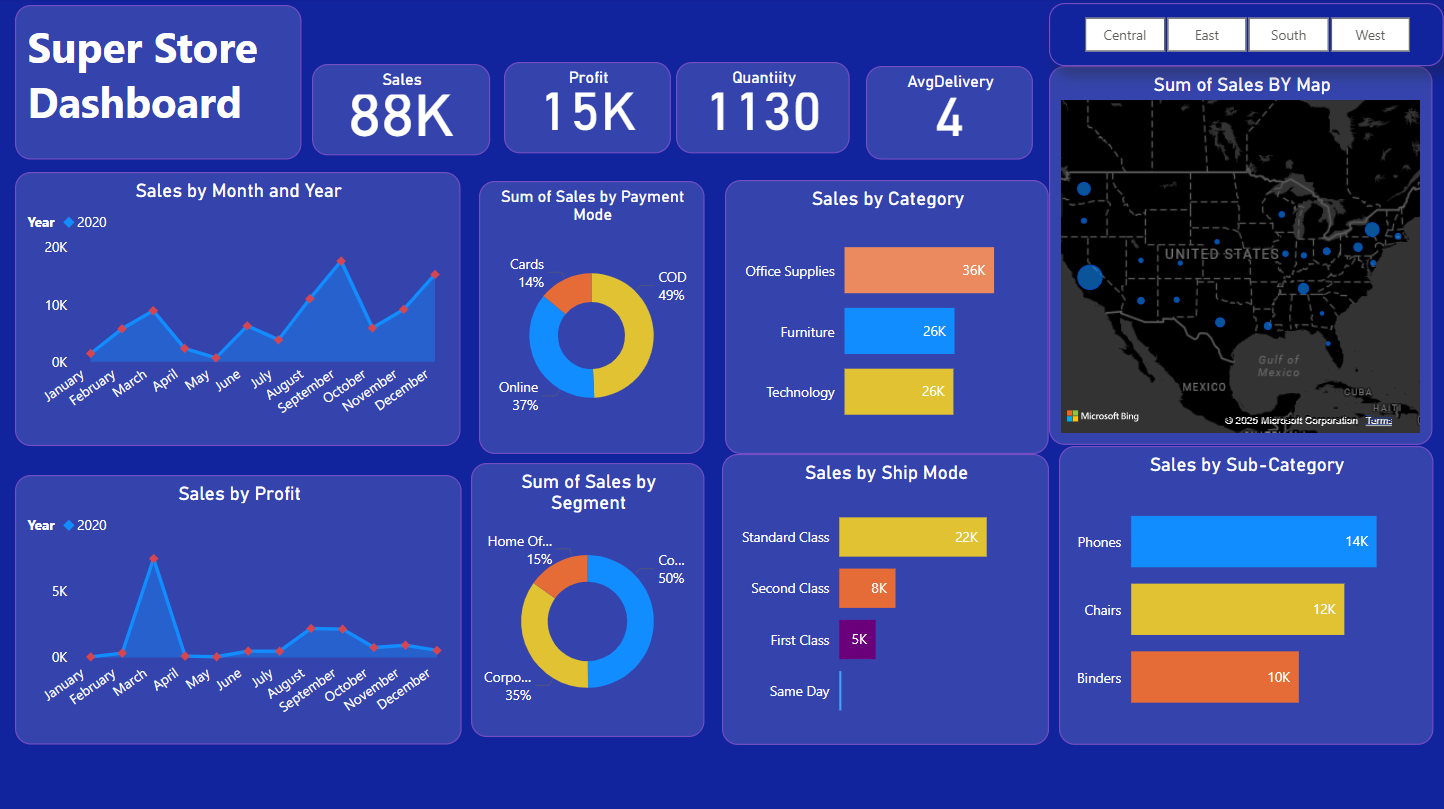 Super Store
Dashboard
Sales
88K
Profit
15K
Quantiity
1130
AvgDelivery
4
Central
East
South
West
Sales by Month and Year
Year
2020
20K
10K
0K
January
February
March
April
May
June
July
August
September
October
November
December
Sum of Sales by Payment
Mode
Cards
14%
COD
49%
Online
37%
Sales by Category
Office Supplies
36K
Furniture
26K
Technology
26K
Sum of Sales BY Map
UNITED STATES
Gulf of
Mexico
MEXICO
CUBA
HAITI
Microsoft Bing
© 2025 Microsoft Corporation
Terms
Sales by Profit
Year
2020
5K
0K
January
February
March
April
May
June
July
August
September
October
November
December
Sum of Sales by
Segment
Home Of...
15%
Co...
50%
Corpo...
35%
Sales by Ship Mode
Standard Class
22K
Second Class
8K
First Class
5K
Same Day
Sales by Sub-Category
Phones
14K
Chairs
12K
Binders
10K